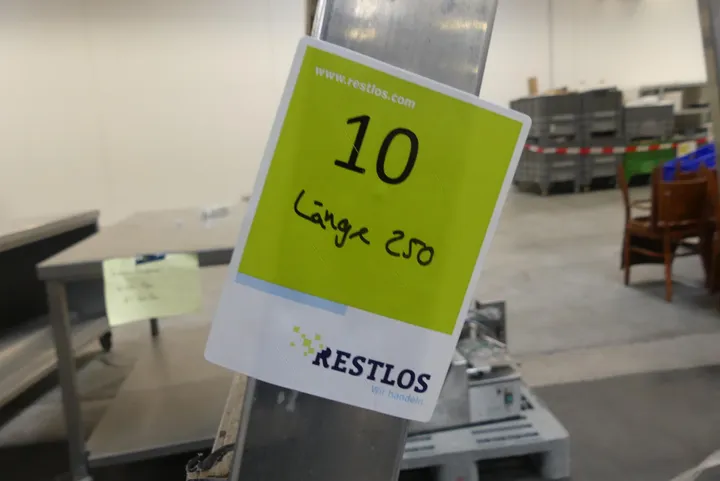 www.restlos.com
10
Länge 250
RESTLOS
Wir handeln.